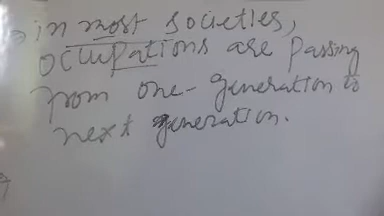 in most societies,
occupations are passing
from one-generation to
next generation.